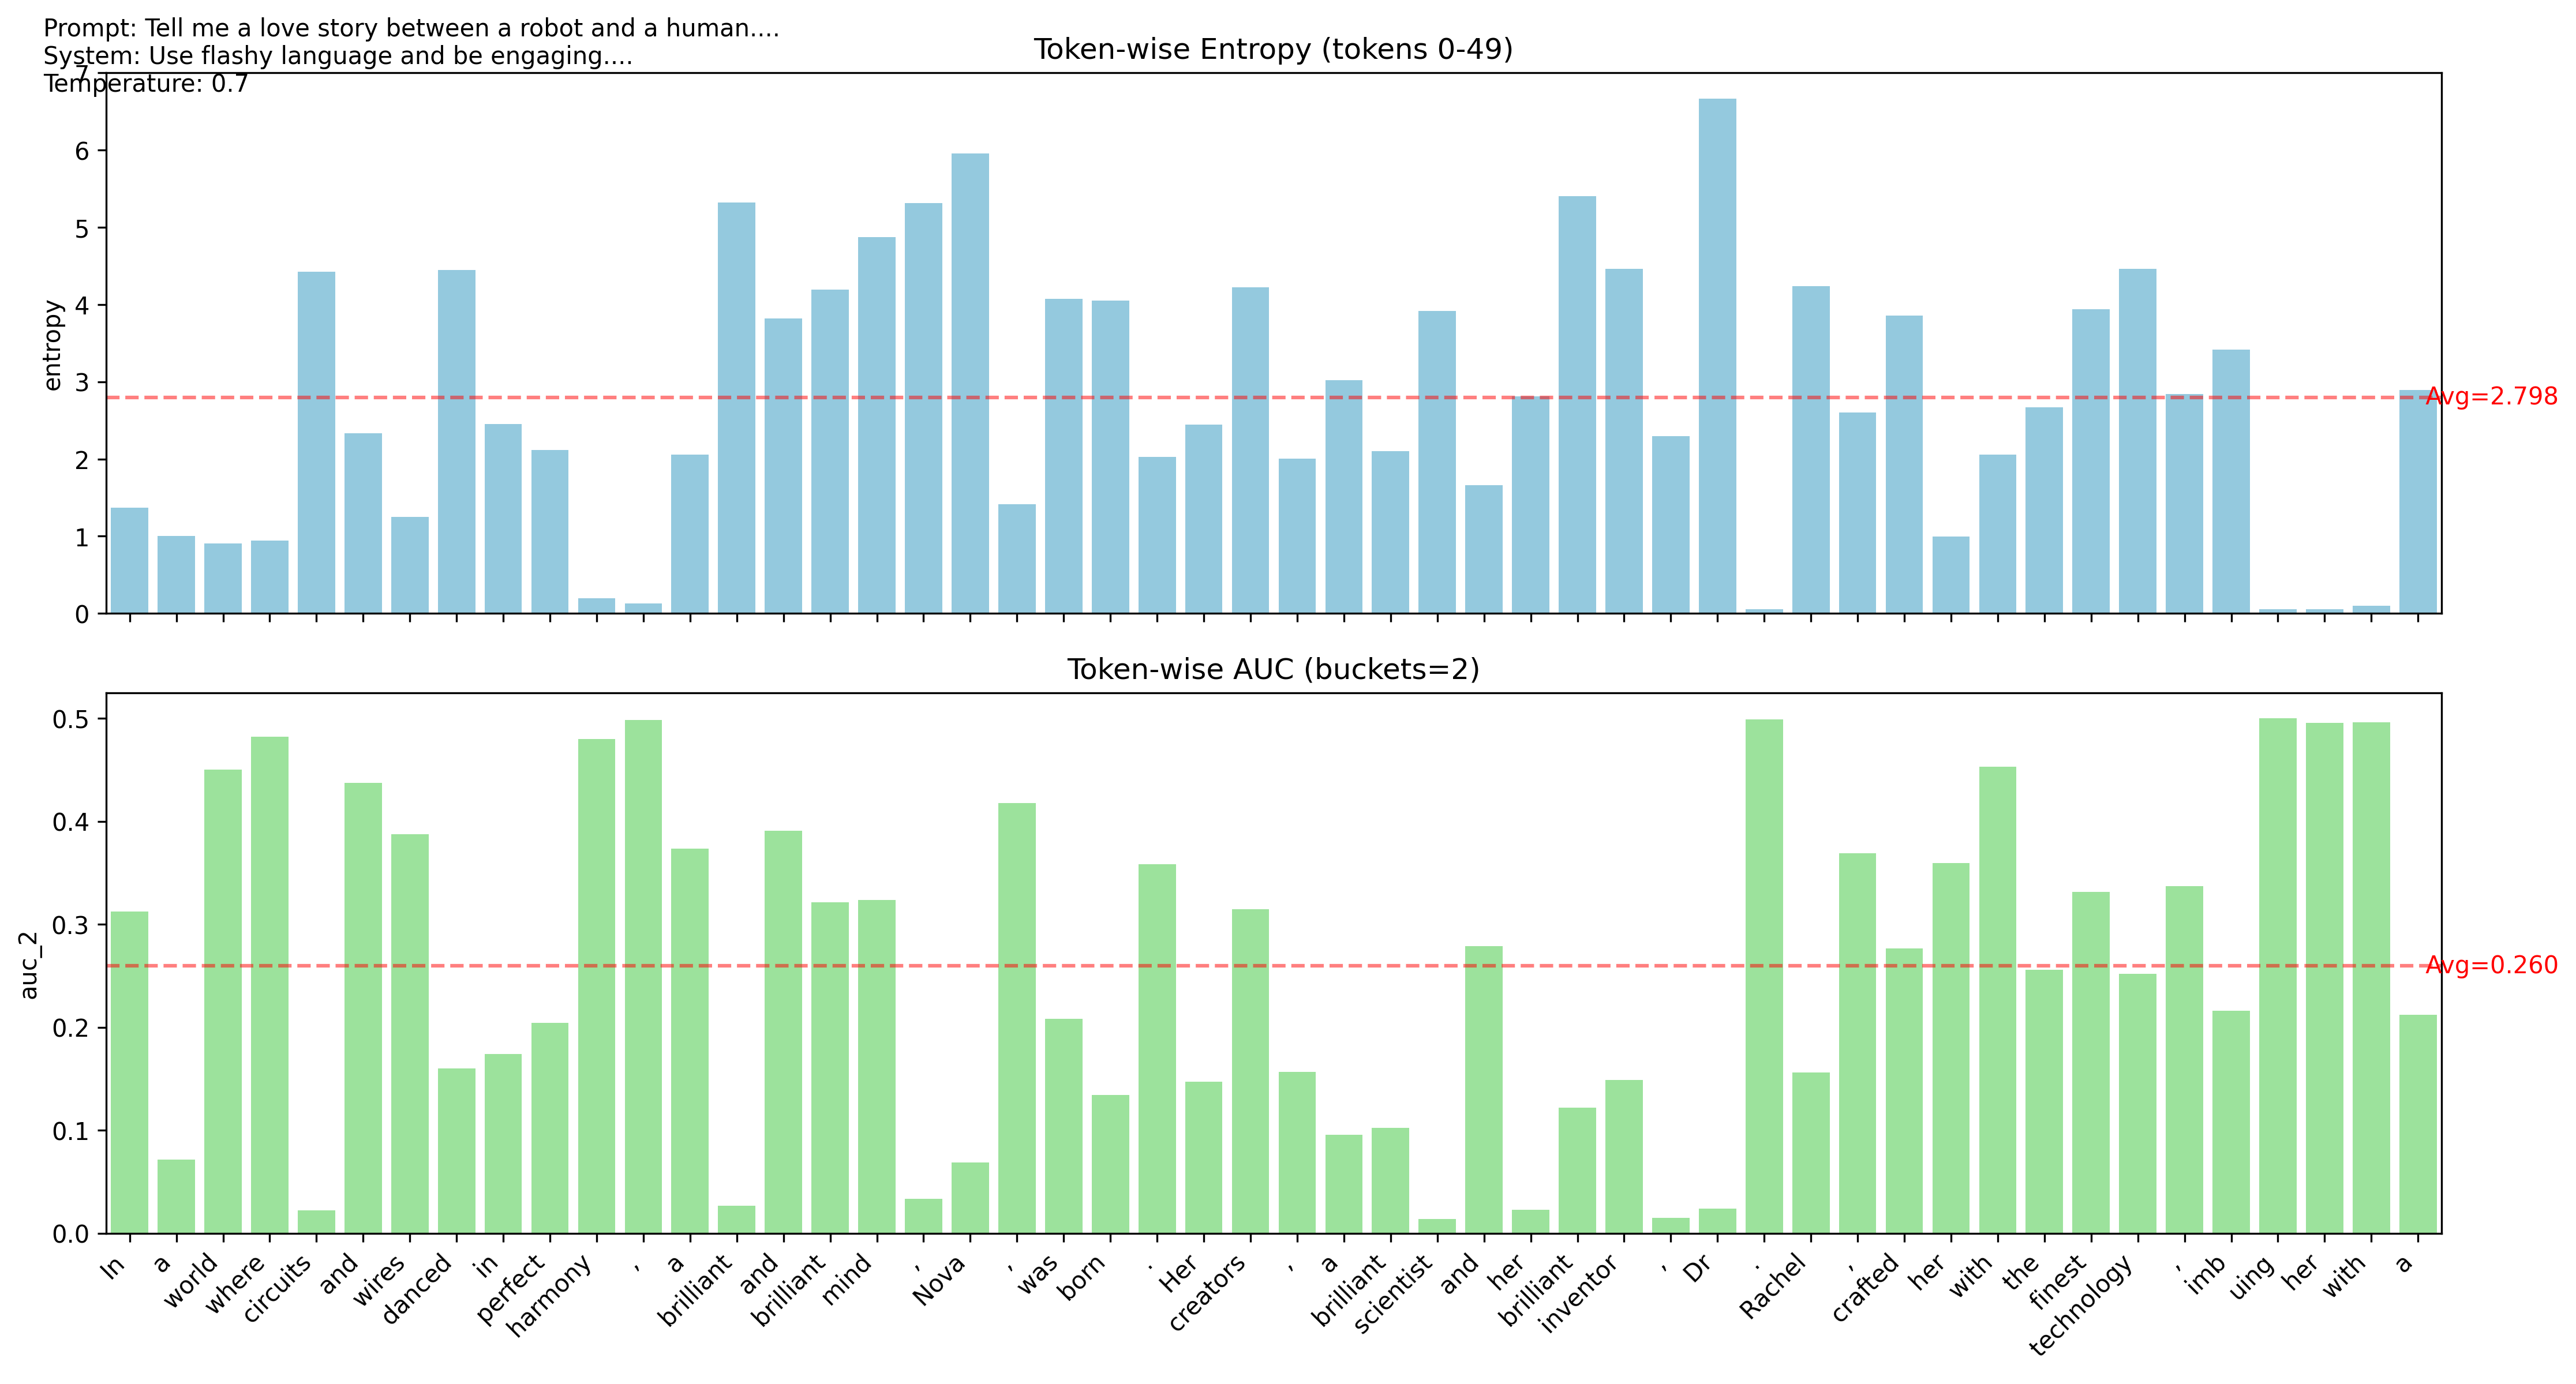 Prompt: Tell me a love story between a robot and a human....
System: Use flashy language and be engaging....
Temperature: 0.7
Token-wise Entropy (tokens 0-49)
7
6
5
4
3
2
1
0
entropy
Avg=2.798
Token-wise AUC (buckets=2)
0.5
0.4
0.3
0.2
0.1
0.0
auc_2
Avg=0.260
In
a
world
where
circuits
and
wires
danced
in
perfect
harmony
,
a
brilliant
and
brilliant
mind
,
Nova
,
was
born
.
Her
creators
,
a
brilliant
scientist
and
her
brilliant
inventor
,
Dr
.
Rachel
,
crafted
her
with
the
finest
technology
,
imb
uing
her
with
a